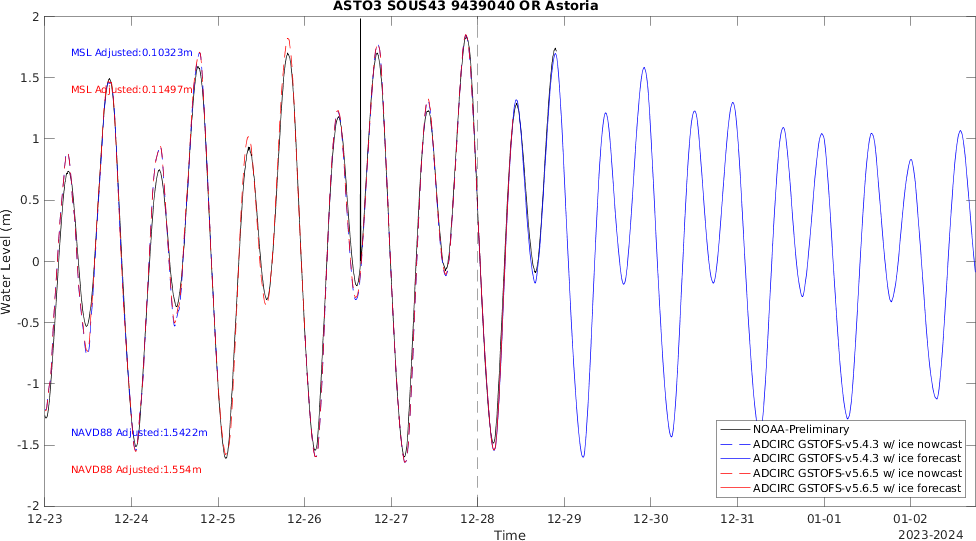 ASTO3 SOUS43 9439040 OR Astoria
2
1.5
1
0.5
0
-0.5
-1
-1.5
-2
Water Level (m)
MSL Adjusted:0.10323m
MSL Adjusted:0.11497m
NAVD88 Adjusted:1.5422m
NAVD88 Adjusted:1.554m
NOAA-Preliminary
ADCIRC GSTOFS-v5.4.3 w/ ice nowcast
ADCIRC GSTOFS-v5.4.3 w/ ice forecast
ADCIRC GSTOFS-v5.6.5 w/ ice nowcast
ADCIRC GSTOFS-v5.6.5 w/ ice forecast
12-23 12-24 12-25 12-26 12-27 12-28 12-29 12-30 12-31 01-01 01-02
Time
2023-2024